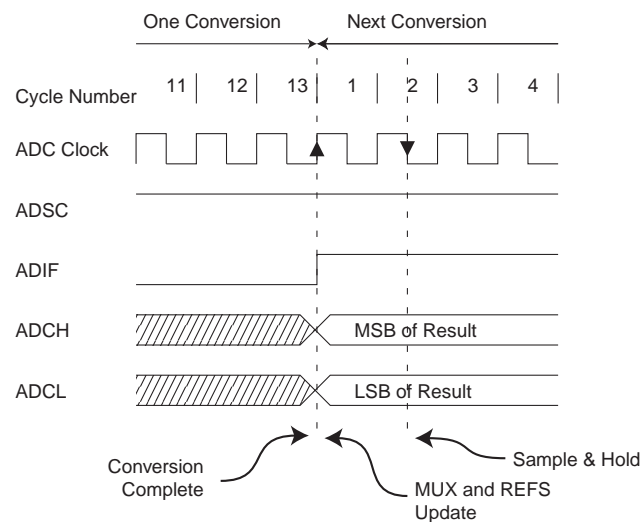 One Conversion Next Conversion
Cycle Number 11 12 13 1 2 3 4
ADC Clock
ADSC
ADIF
ADCH MSB of Result
ADCL LSB of Result
Conversion
Complete
MUX and REFS
Update
Sample & Hold